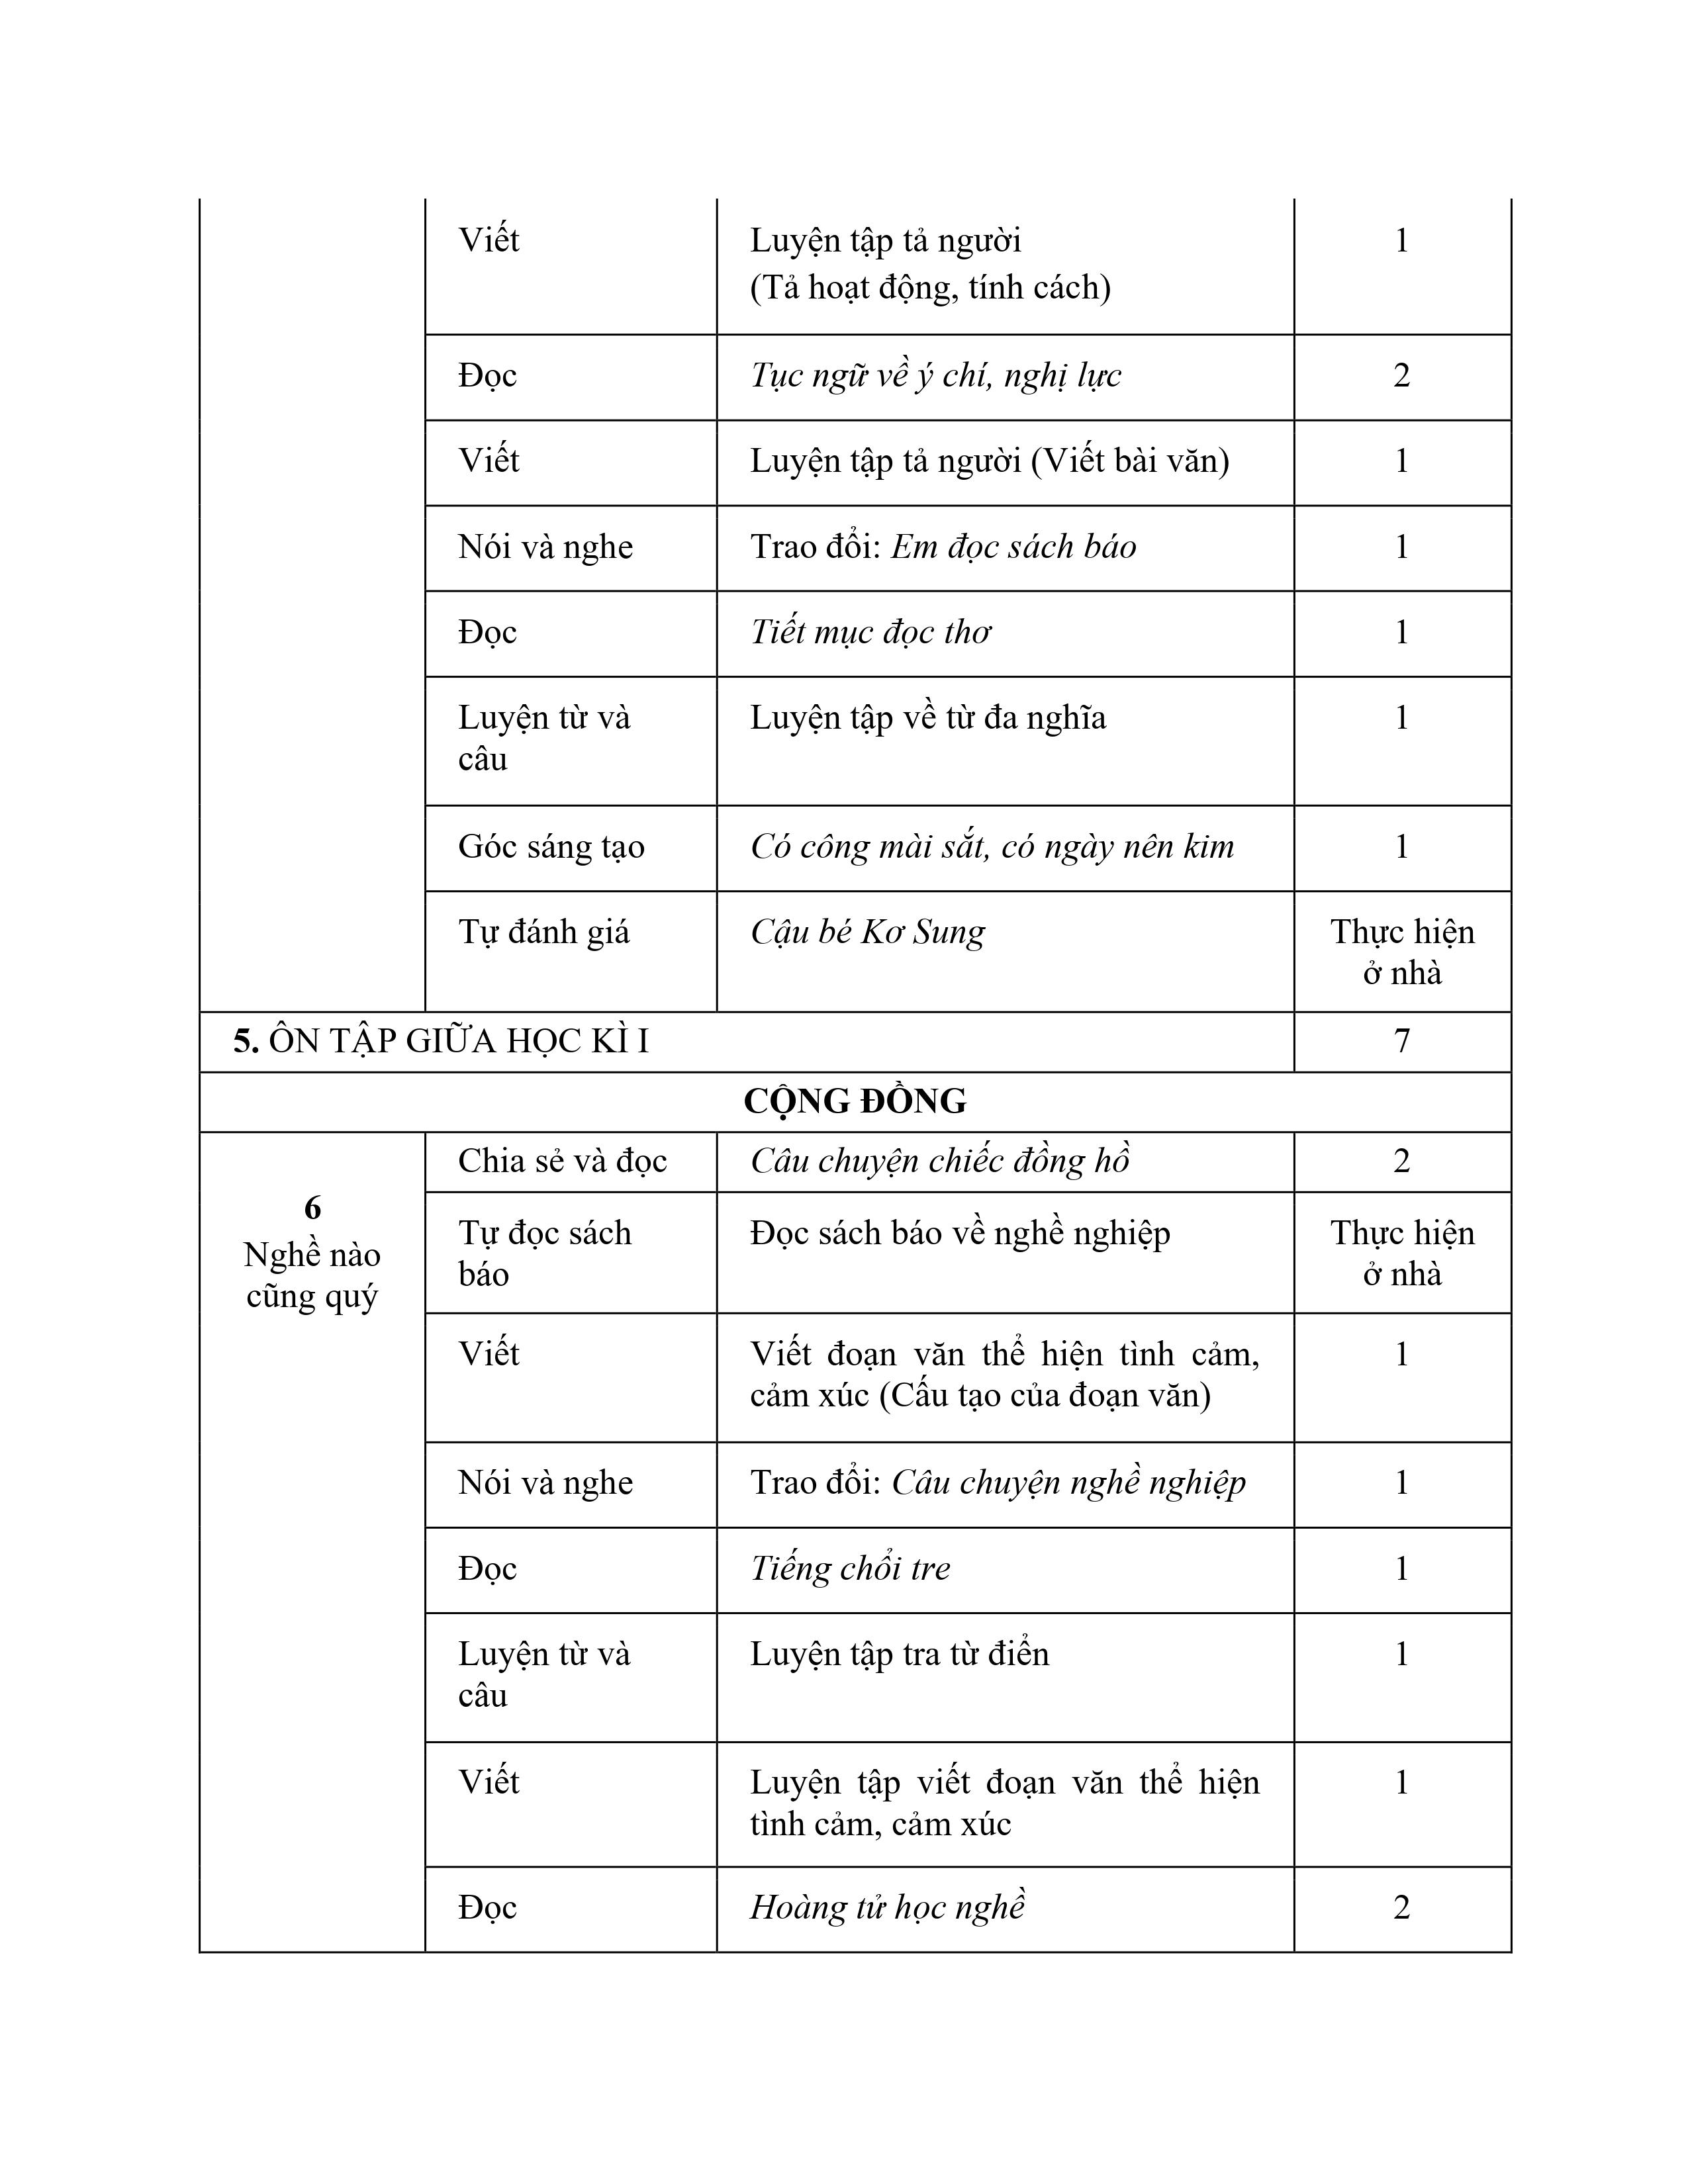 Viết Luyện tập tả người 1
(Tả hoạt động, tính cách)
Đọc Tục ngữ về ý chí, nghị lực 2
Viết Luyện tập tả người (Viết bài văn) 1
Nói và nghe Trao đổi: Em đọc sách báo 1
Đọc Tiết mục đọc thơ 1
Luyện từ và Luyện tập về từ đa nghĩa 1
câu
Góc sáng tạo Có công mài sắt, có ngày nên kim 1
Tự đánh giá Cậu bé Kơ Sung Thực hiện
ở nhà
5. ÔN TẬP GIỮA HỌC KÌ I 7
CỘNG ĐỒNG
Chia sẻ và đọc Câu chuyện chiếc đồng hồ 2
6
Nghề nào
cũng quý
Tự đọc sách Đọc sách báo về nghề nghiệp Thực hiện
báo ở nhà
Viết Viết đoạn văn thể hiện tình cảm, 1
cảm xúc (Cấu tạo của đoạn văn)
Nói và nghe Trao đổi: Câu chuyện nghề nghiệp 1
Đọc Tiếng chổi tre 1
Luyện từ và Luyện tập tra từ điển 1
câu
Viết Luyện tập viết đoạn văn thể hiện 1
tình cảm, cảm xúc
Đọc Hoàng tử học nghề 2